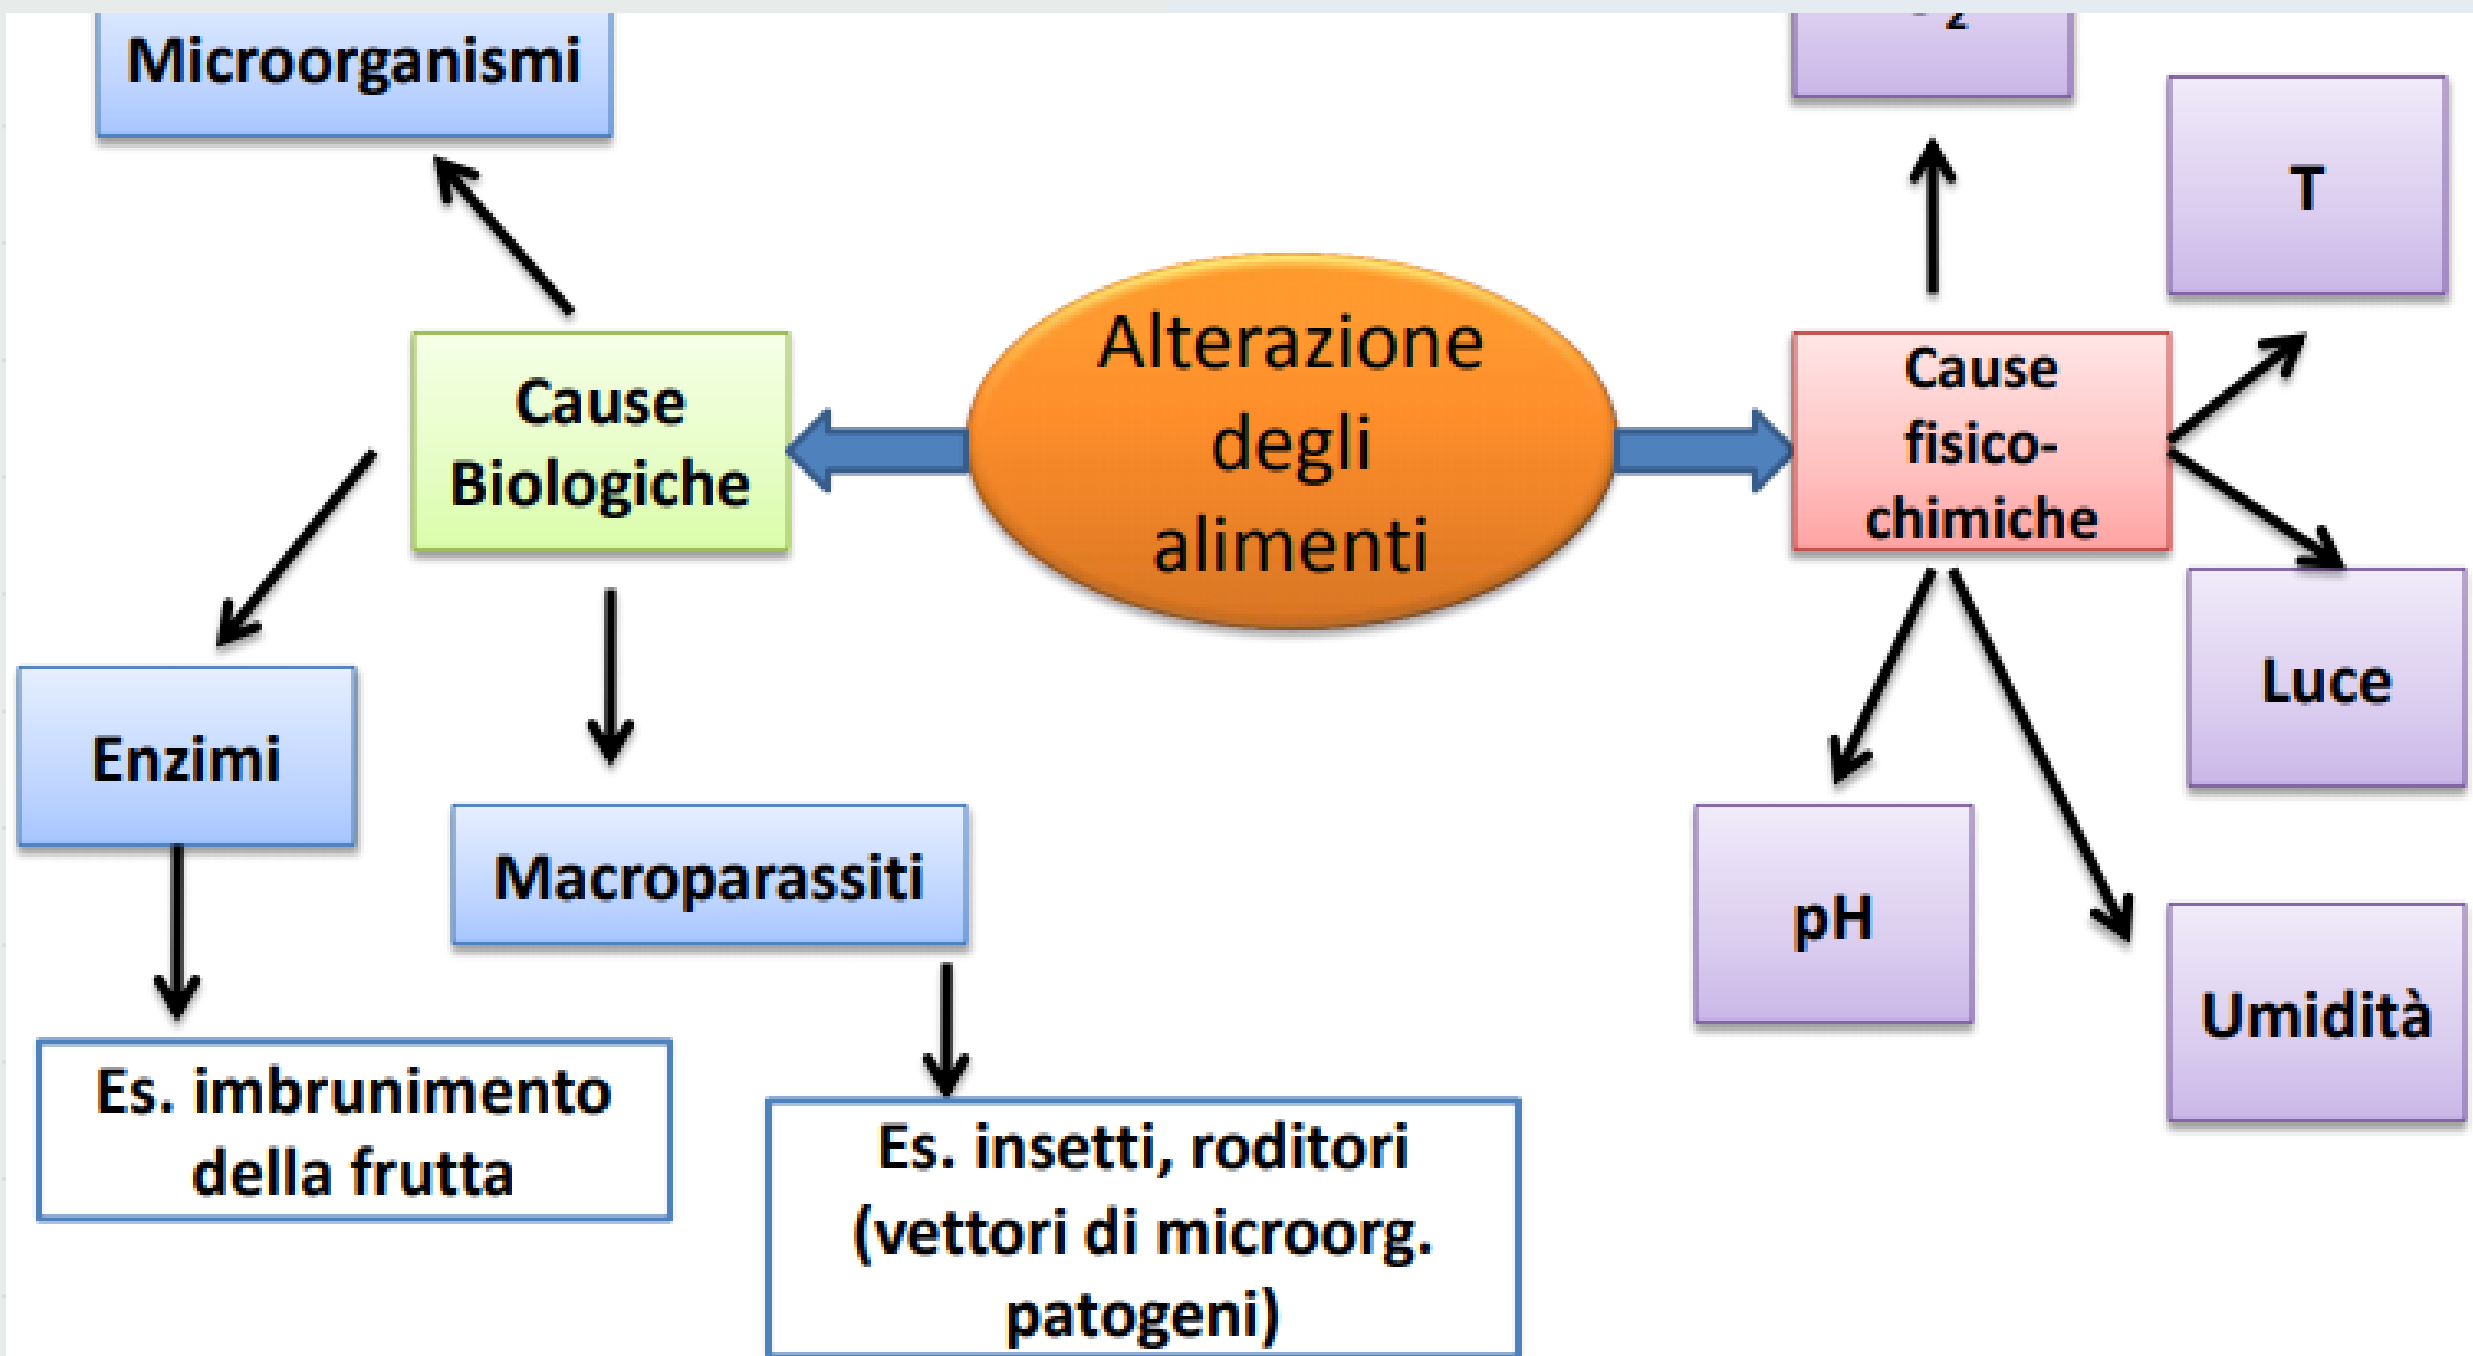 Microorganismi
2
T
Alterazione
degli
alimenti
Cause
Biologiche
Cause
fisico-
chimiche
Enzimi
Macroparassiti
Luce
pH
Umidità
Es. imbrunimento
della frutta
Es. insetti, roditori
(vettori di microorg.
patogeni)